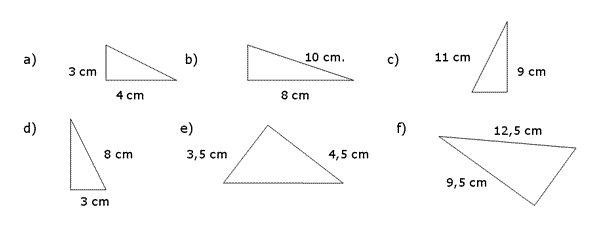 a)
3 cm
4 cm
b)
10 cm.
8 cm
c)
11 cm
9 cm
d)
8 cm
3 cm
e)
3,5 cm
4,5 cm
f)
12,5 cm
9,5 cm